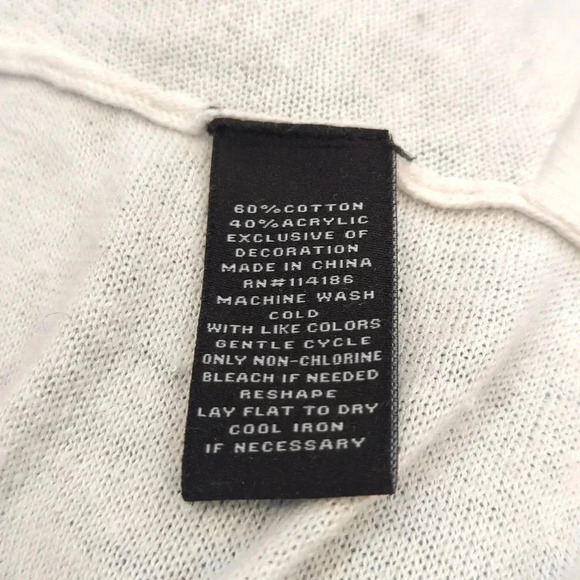 60%COTTON
40%ACRYLIC
EXCLUSIVE OF
DECORATION
MADE IN CHINA
RN#114186
MACHINE WASH
COLD
WITH LIKE COLORS
GENTLE CYCLE
ONLY NON-CHLORINE
BLEACH IF NEEDED
RESHAPE
LAY FLAT TO DRY
COOL IRON
IF NECESSARY